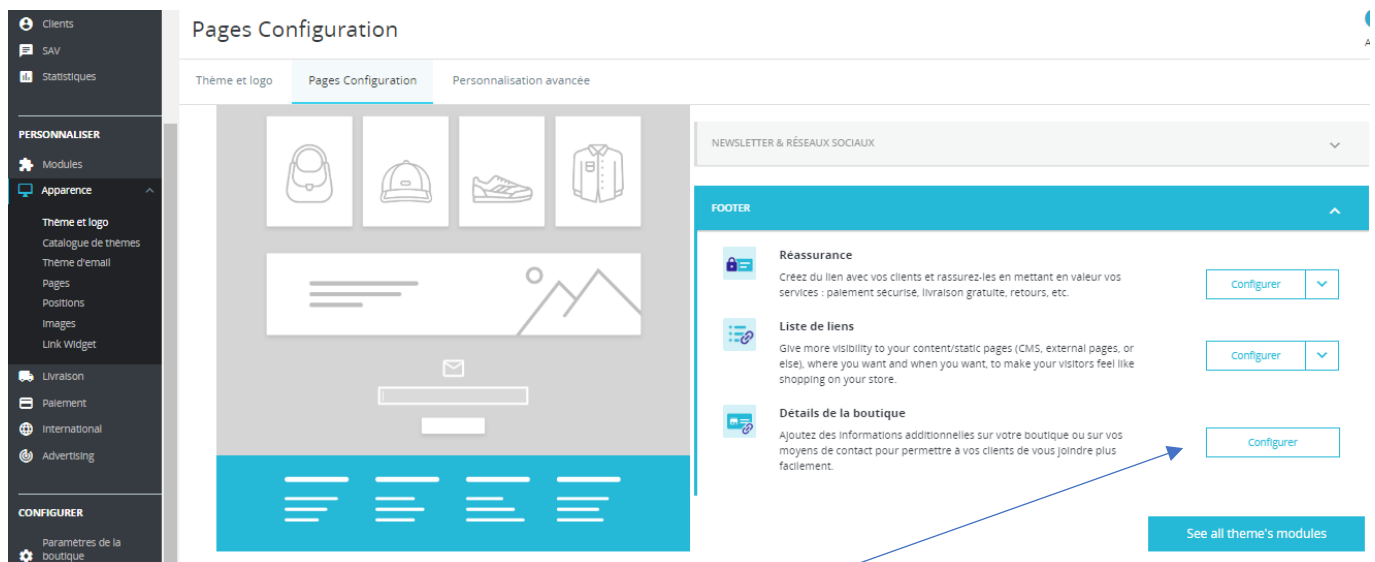 Clients
SAV
Statistiques
PERSONNALISER
Modules
Apparence
Thème et logo
Catalogue de thèmes
Thème d'email
Pages
Positions
Images
Link Widget
Livraison
Paiement
International
Advertising
CONFIGURER
Paramètres de la
boutique
Pages Configuration
A
Thème et logo
Pages Configuration
Personnalisation avancée
NEWSLETTER & RÉSEAUX SOCIAUX
FOOTER
Réassurance
Créez du lien avec vos clients et rassurez-les en mettant en valeur vos
services : paiement sécurisé, livraison gratuite, retours, etc.
Configurer
Liste de liens
Give more visibility to your content/static pages (CMS, external pages, or
else), where you want and when you want, to make your visitors feel like
shopping on your store.
Configurer
Détails de la boutique
Ajoutez des informations additionnelles sur votre boutique ou sur vos
moyens de contact pour permettre à vos clients de vous joindre plus
facilement.
Configurer
See all theme's modules